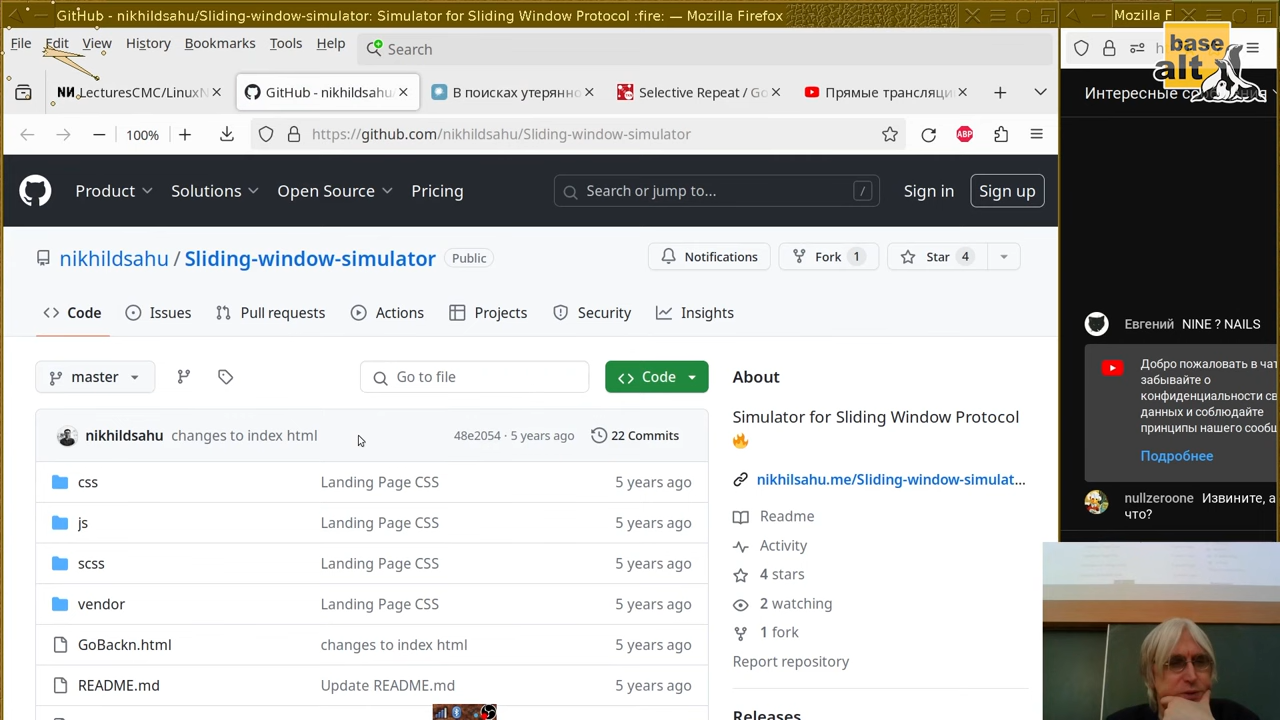 GitHub - nikhildsahu/Sliding-window-simulator: Simulator for Sliding Window Protocol :fire: — Mozilla Firefox
Mozilla F
File Edit View History Bookmarks Tools Help
Search
base
alt
LecturesCMC/LinuxN
GitHub - nikhildsahu
В поисках утерянно
Selective Repeat / Go
Прямые трансляци
Интересные со
100%
https://github.com/nikhildsahu/Sliding-window-simulator
ABP
Product
Solutions
Open Source
Pricing
Search or jump to...
/
Sign in
Sign up
nikhildsahu / Sliding-window-simulator
Public
Notifications
Fork 1
Star 4
Code
Issues
Pull requests
Actions
Projects
Security
Insights
master
Go to file
Code
About
Simulator for Sliding Window Protocol
nikhildsahu changes to index html
48e2054 · 5 years ago
22 Commits
css Landing Page CSS 5 years ago
js Landing Page CSS 5 years ago
scss Landing Page CSS 5 years ago
vendor Landing Page CSS 5 years ago
GoBackn.html changes to index html 5 years ago
README.md Update README.md 5 years ago
nikhilsahu.me/Sliding-window-simulat...
Readme
Activity
4 stars
2 watching
1 fork
Report repository
Releases
Евгений NINE ? NAILS
Добро пожаловать в чат
забывайте о
конфиденциальности св
данных и соблюдайте
принципы нашего сообщ
Подробнее
nullzeroone Извините, а
что?